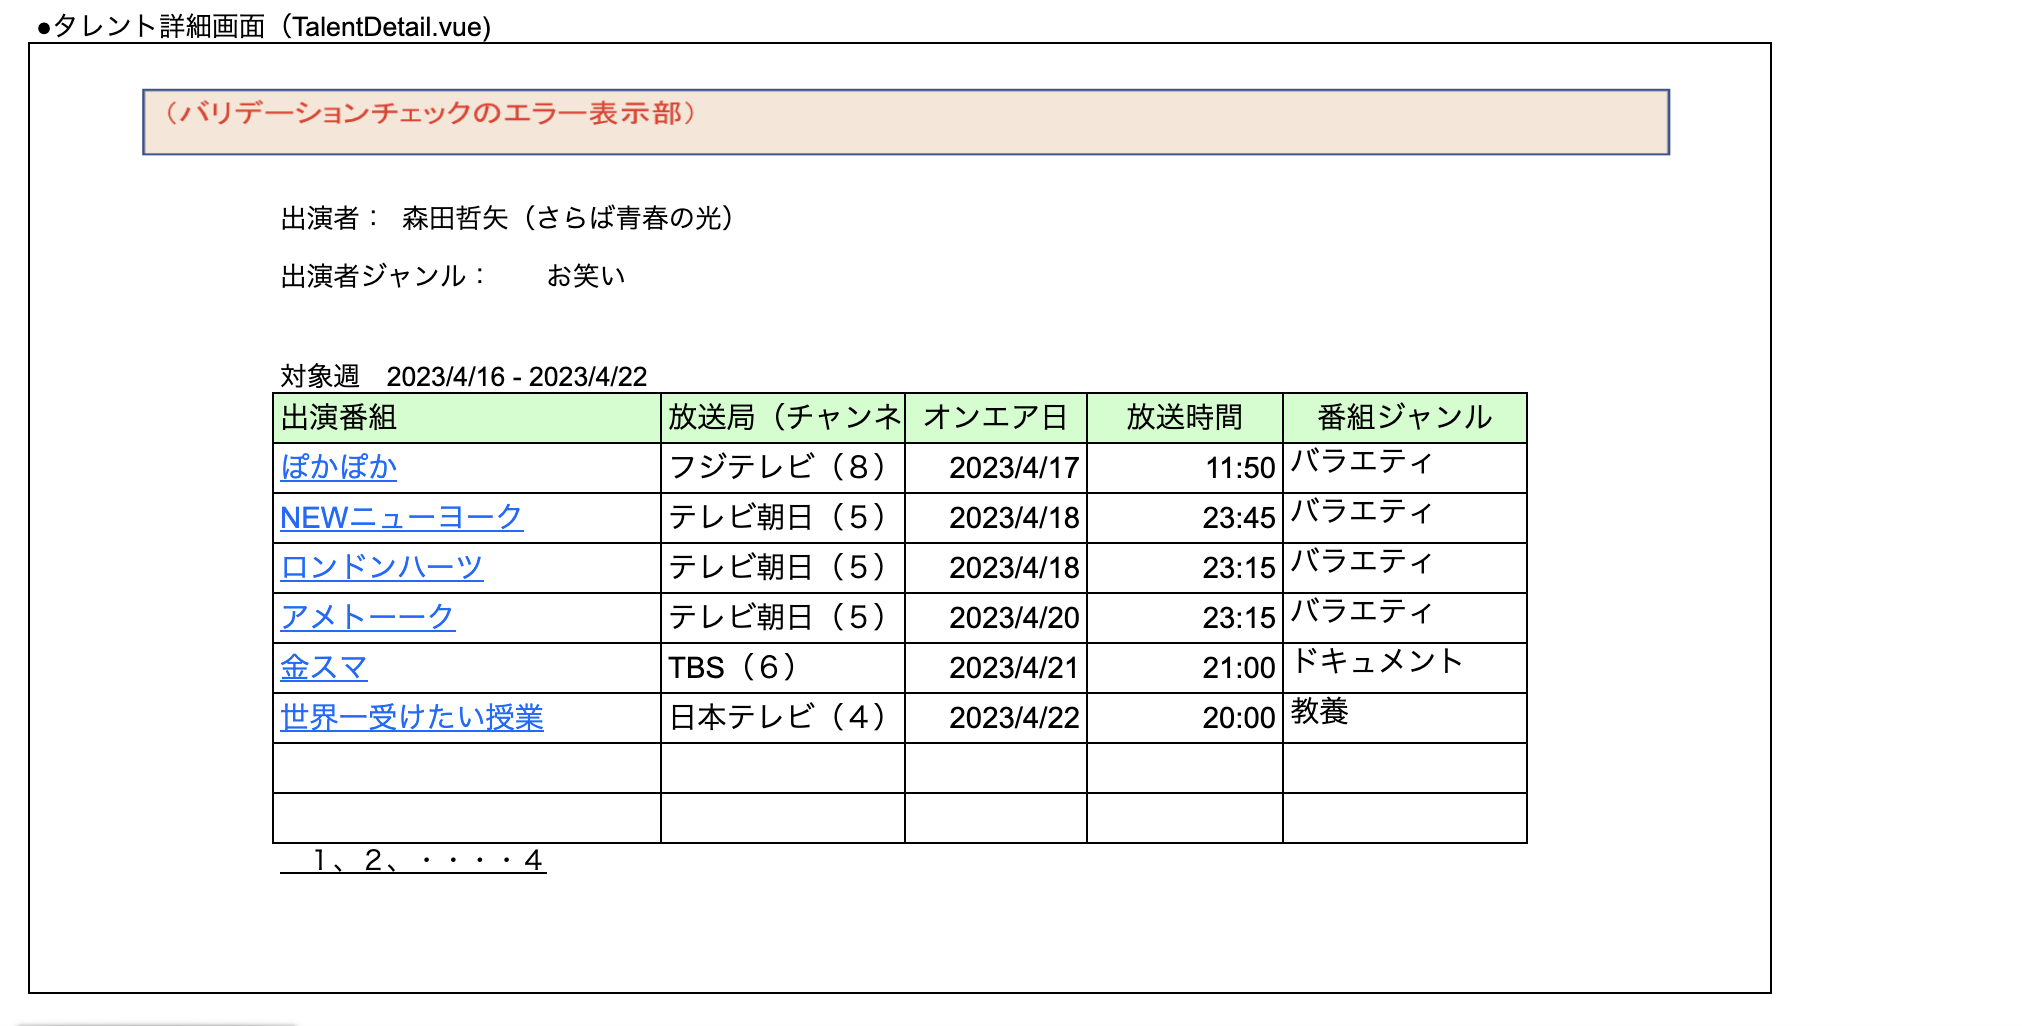 ●タレント詳細画面（TalentDetail.vue)
（バリデーションチェックのエラー表示部）
出演者： 森田哲矢（さらば青春の光）
出演者ジャンル：　　お笑い
対象週　2023/4/16 - 2023/4/22
出演番組 放送局（チャンネ オンエア日 放送時間 番組ジャンル
ぽかぽか フジテレビ（８） 2023/4/17 11:50 バラエティ
NEWニューヨーク テレビ朝日（５） 2023/4/18 23:45 バラエティ
ロンドンハーツ テレビ朝日（５） 2023/4/18 23:15 バラエティ
アメトーーク テレビ朝日（５） 2023/4/20 23:15 バラエティ
金スマ TBS（６） 2023/4/21 21:00 ドキュメント
世界一受けたい授業 日本テレビ（４） 2023/4/22 20:00 教養
１、２、・・・・４